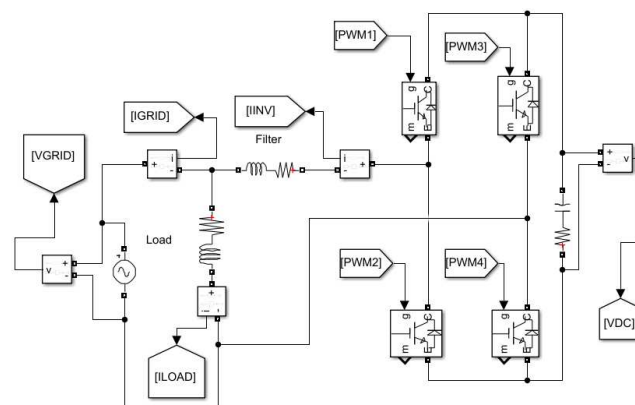 [PWM1]
[PWM3]
g
C
m
E
g
C
m
E
[IGRID]
[IINV]
Filter
[VGRID]
i
+
-
i
-
+
+
-
v
Load
v
+
-
[PWM2]
[PWM4]
g
C
m
E
g
C
m
E
[VDC]
[ILOAD]